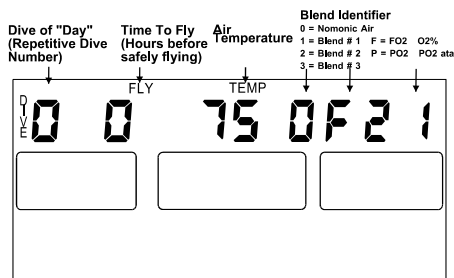 Blend Identifier
Dive of "Day"
(Repetitive Dive
Number)
Time To Fly
(Hours before
safely flying)
Air
Temperature
0 = Nomonic Air
1 = Blend # 1 F = FO2 O2%
2 = Blend # 2 P = PO2 PO2 ata
3 = Blend # 3
FLY
TEMP
DIVE
0 0 75 0F21